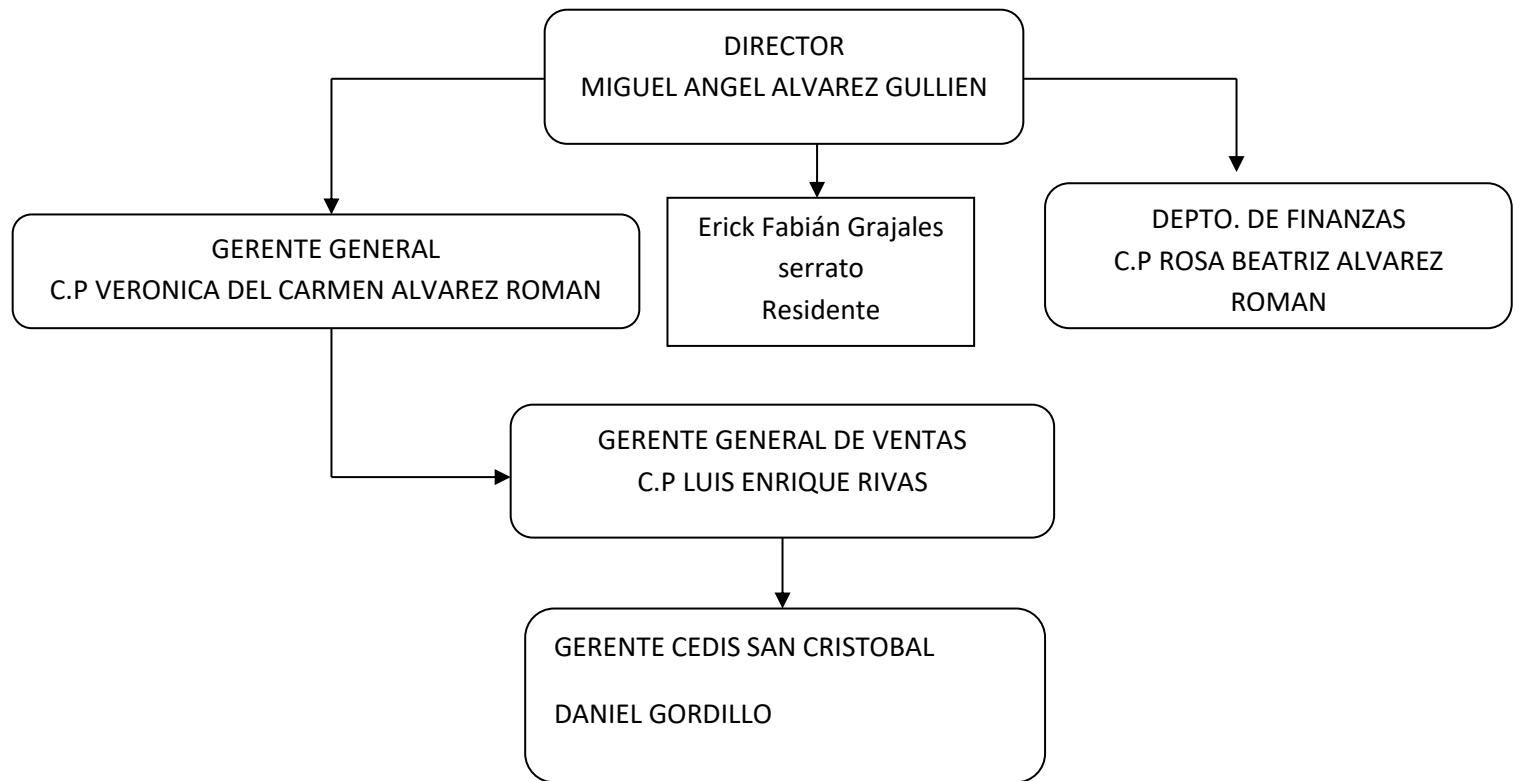 DIRECTOR
MIGUEL ANGEL ALVAREZ GULLIEN
GERENTE GENERAL
C.P VERONICA DEL CARMEN ALVAREZ ROMAN
Erick Fabián Grajales
serrato
Residente
DEPTO. DE FINANZAS
C.P ROSA BEATRIZ ALVAREZ
ROMAN
GERENTE GENERAL DE VENTAS
C.P LUIS ENRIQUE RIVAS
GERENTE CEDIS SAN CRISTOBAL
DANIEL GORDILLO